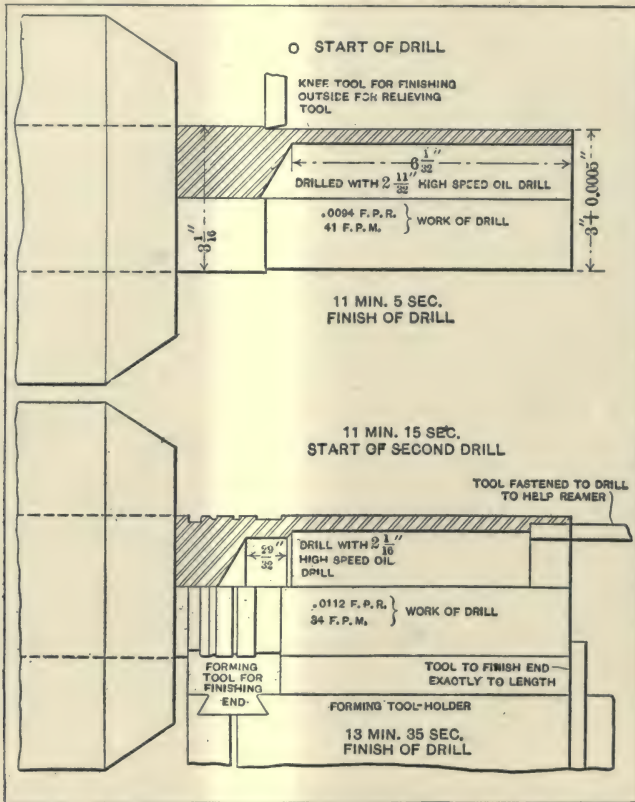 O START OF DRILL
KNEE TOOL FOR FINISHING
OUTSIDE FOR RELIEVING
TOOL
6 1/32"
DRILLED WITH 2 11/32" HIGH SPEED OIL DRILL
.0094 F.P.R. } WORK OF DRILL
41 F.P.M.
3 1/16"
3"+ 0.0005"
11 MIN. 5 SEC.
FINISH OF DRILL
11 MIN. 15 SEC.
START OF SECOND DRILL
TOOL FASTENED TO DRILL
TO HELP REAMER
29/32"
DRILL WITH 2 1/16"
HIGH SPEED OIL
DRILL
.0112 F.P.R. } WORK OF DRILL
34 F.P.M.
FORMING
TOOL FOR
FINISHING
END
TOOL TO FINISH END
EXACTLY TO LENGTH
FORMING TOOL-HOLDER
13 MIN. 35 SEC.
FINISH OF DRILL